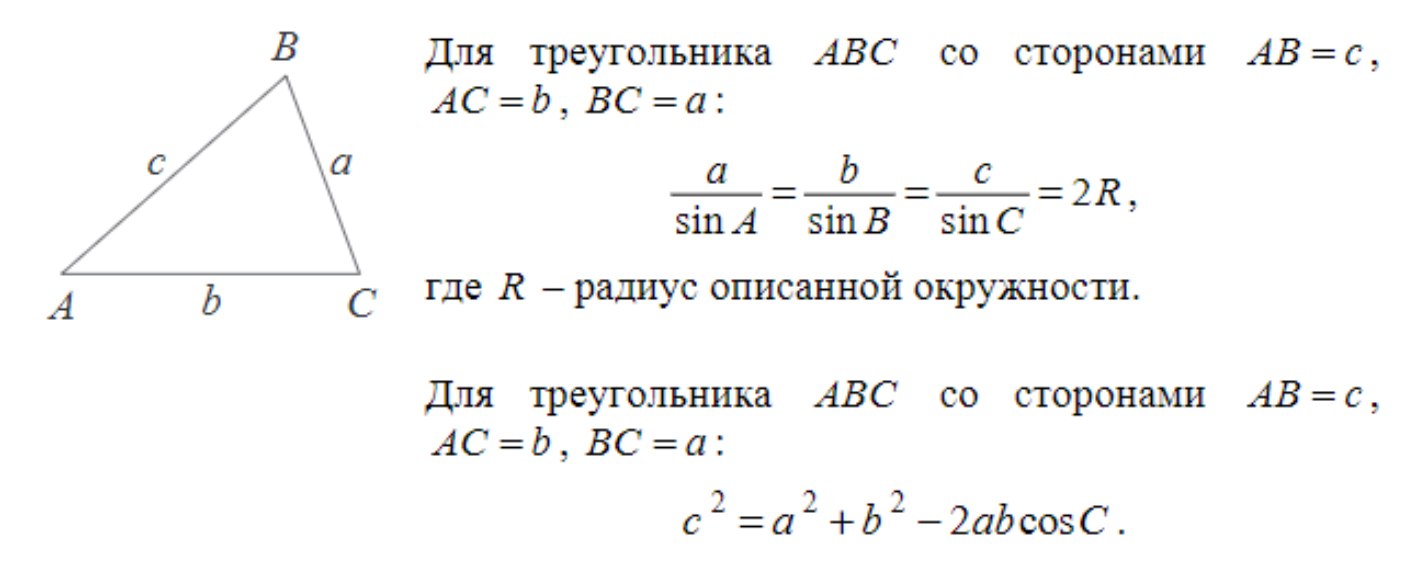 B
Для треугольника ABC со сторонами AB = c,
AC = b, BC = a:
c
a
a/sin A = b/sin B = c/sin C = 2R,
A
b
C
где R – радиус описанной окружности.
Для треугольника ABC со сторонами AB = c,
AC = b, BC = a:
c² = a² + b² – 2ab cos C.